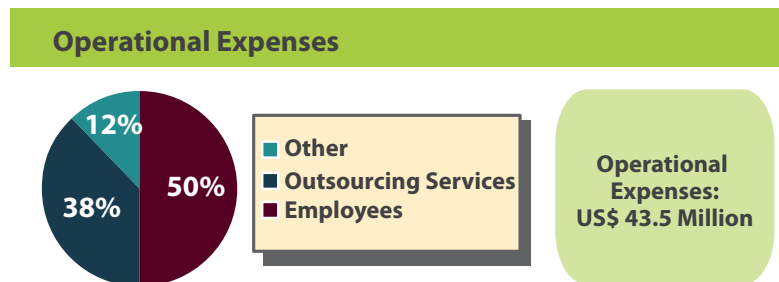 Operational Expenses
12%
38%
50%
Other
Outsourcing Services
Employees
Operational
Expenses:
US$ 43.5 Million